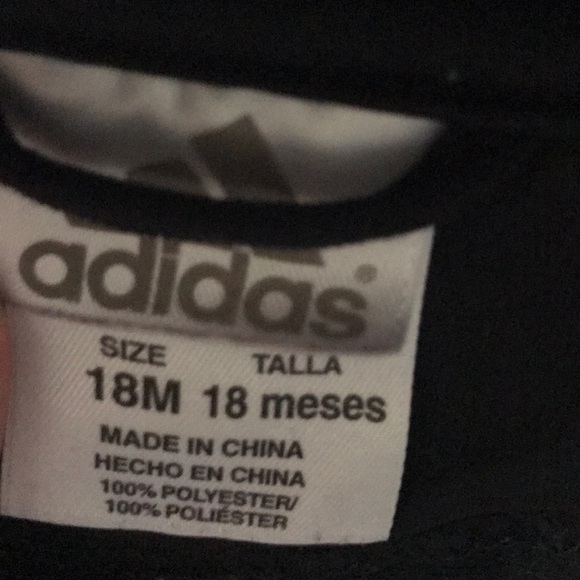 adidas®
SIZE TALLA
18M 18 meses
MADE IN CHINA
HECHO EN CHINA
100% POLYESTER/
100% POLIÉSTER